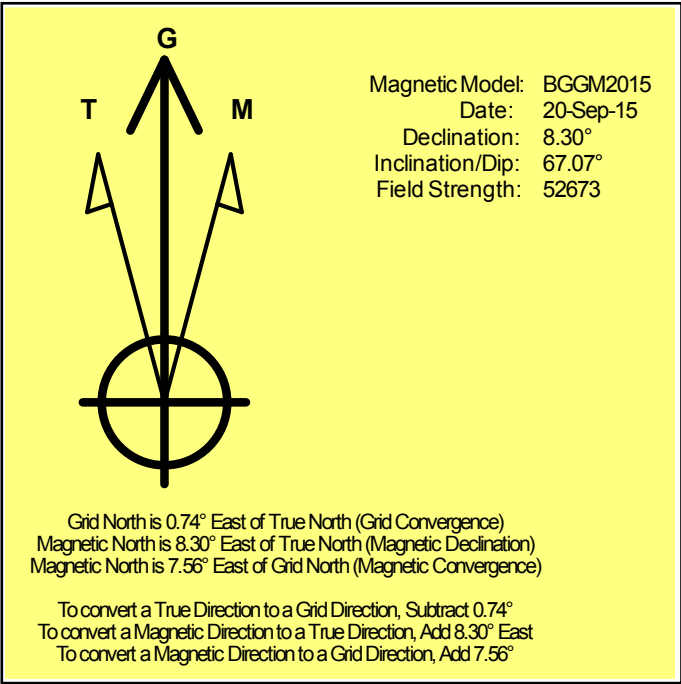 G
T
M
Magnetic Model: BGGM2015
Date: 20-Sep-15
Declination: 8.30°
Inclination/Dip: 67.07°
Field Strength: 52673
Grid North is 0.74° East of True North (Grid Convergence)
Magnetic North is 8.30° East of True North (Magnetic Declination)
Magnetic North is 7.56° East of Grid North (Magnetic Convergence)
To convert a True Direction to a Grid Direction, Subtract 0.74°
To convert a Magnetic Direction to a True Direction, Add 8.30° East
To convert a Magnetic Direction to a Grid Direction, Add 7.56°